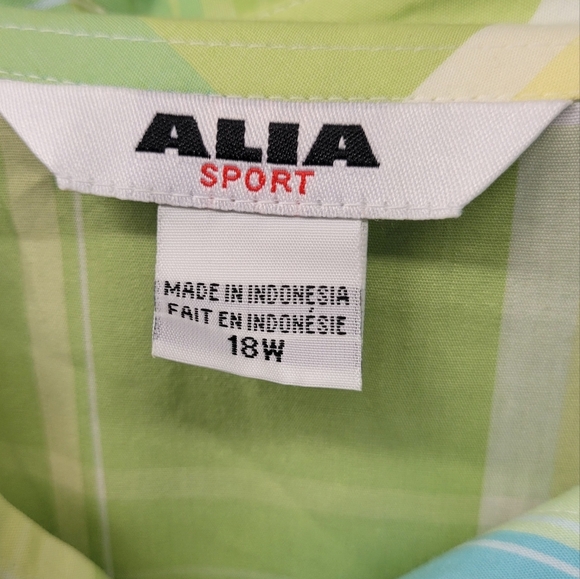 ALIA
SPORT
MADE IN INDONESIA
FAIT EN INDONÉSIE
18W